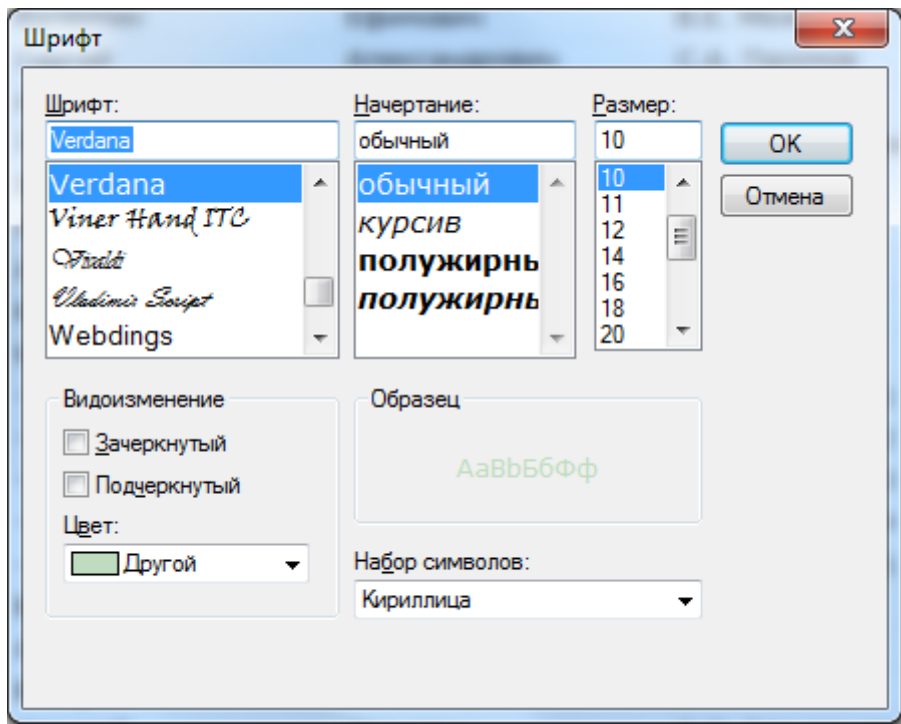 Шрифт
Шрифт:
Verdana
Verdana
Viner Hand ITC
Vivaldi
Vladimir Script
Webdings
Начертание:
обычный
обычный
курсив
полужирны
полужирны
Размер:
10
10
11
12
14
16
18
20
OK
Отмена
Видоизменение
Зачеркнутый
Подчеркнутый
Цвет:
Другой
Образец
AaBbБбФф
Набор символов:
Кириллица